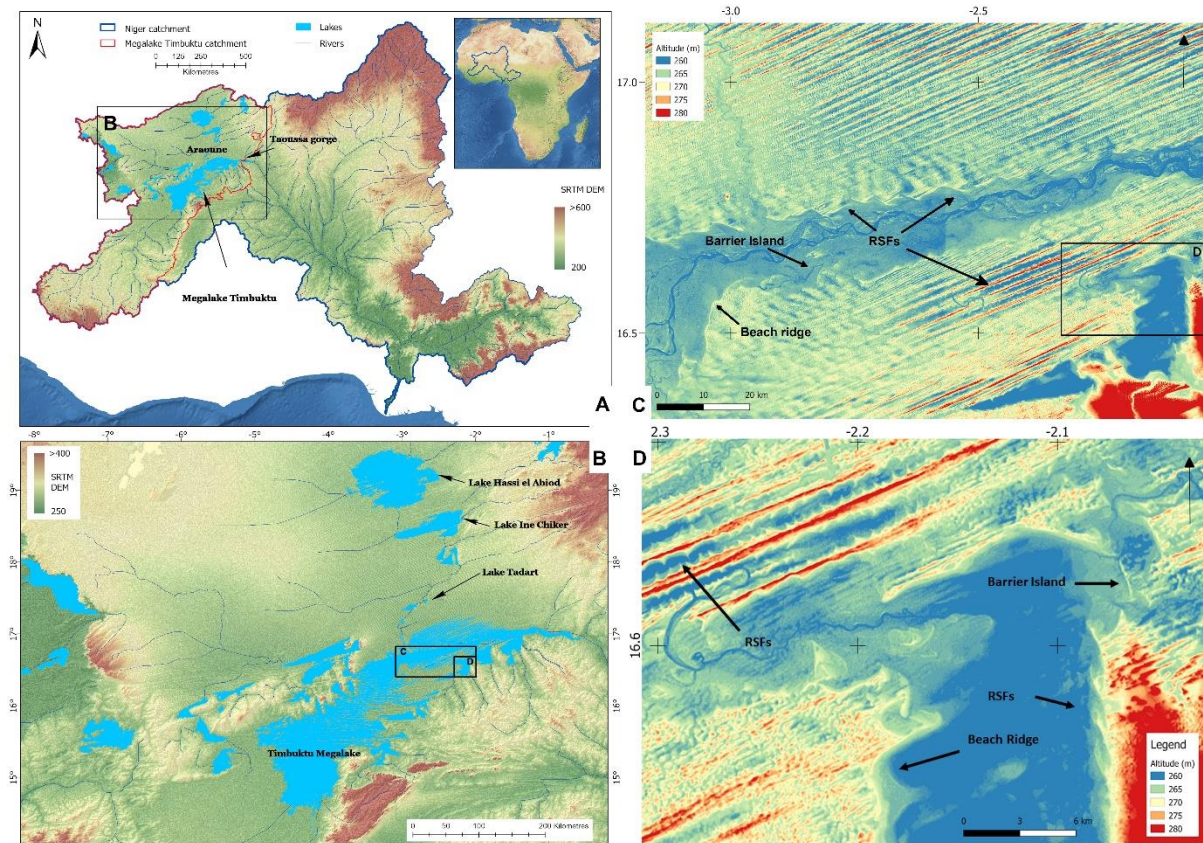 N
Niger catchment
Megalake Timbuktu catchment
Lakes
Rivers
0 125 250 500
Kilometres
B
Araoune
Taoussa gorge
Megalake Timbuktu
SRTM DEM
>600
200
A
-3.0 -2.5
Altitude (m)
260
265
270
275
280
17.0
16.5
Barrier Island
RSFs
Beach ridge
D
0 10 20 km
C
-8° -7° -6° -5° -4° -3° -2° -1°
B
>400
SRTM
DEM
250
Lake Hassi el Abiod
Lake Ine Chiker
Lake Tadart
C
D
Timbuktu Megalake
19°
18°
17°
16°
15°
0 50 100 200
Kilometres
-2.3 -2.2 -2.1
D
16.6
RSFs
Barrier Island
RSFs
Beach Ridge
Legend
Altitude (m)
260
265
270
275
280
0 3 6
km